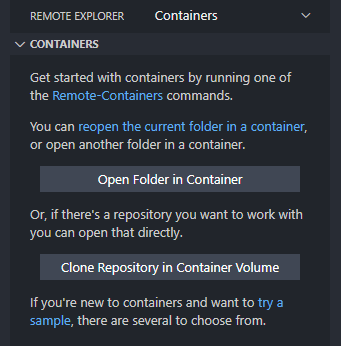 REMOTE EXPLORER Containers
CONTAINERS
Get started with containers by running one of
the Remote-Containers commands.
You can reopen the current folder in a container,
or open another folder in a container.
Open Folder in Container
Or, if there's a repository you want to work with
you can open that directly.
Clone Repository in Container Volume
If you're new to containers and want to try a
sample, there are several to choose from.